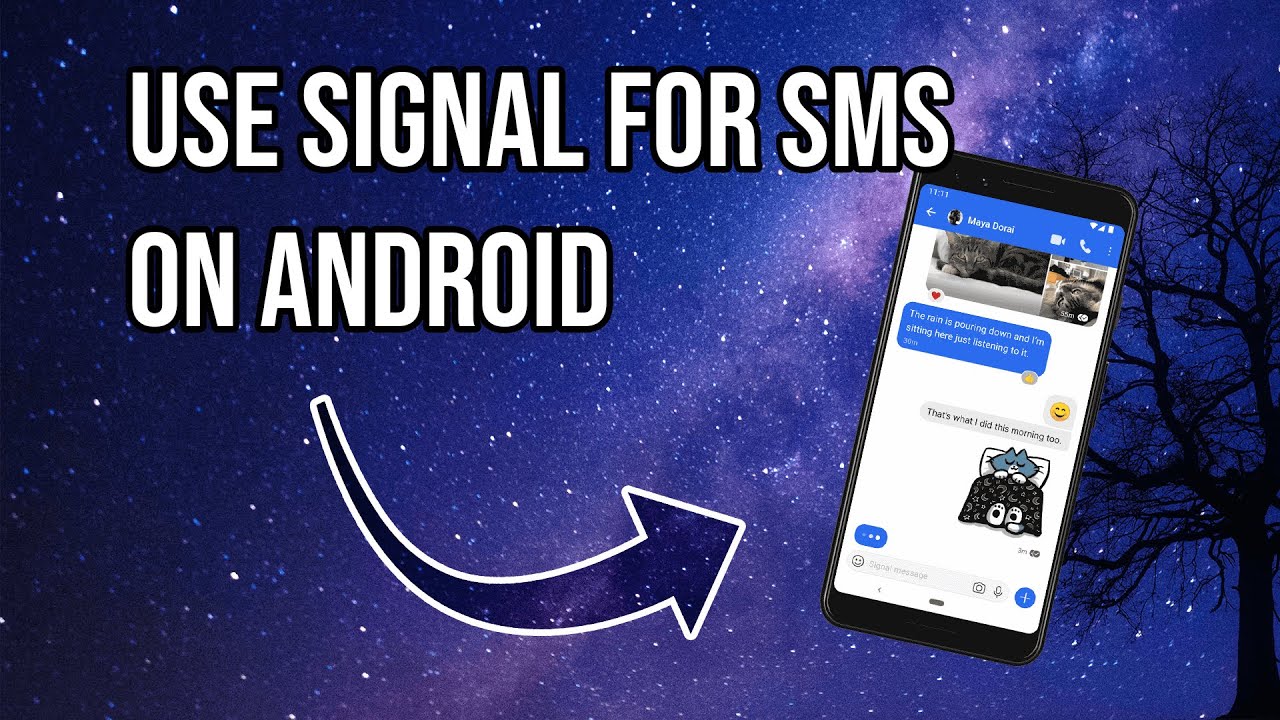 USE SIGNAL FOR SMS
ON ANDROID
11:11
Maya Dorai
55m
The rain is pouring down and I'm
sitting here just listening to it.
30m
That's what I did this morning too.
3m
Signal message